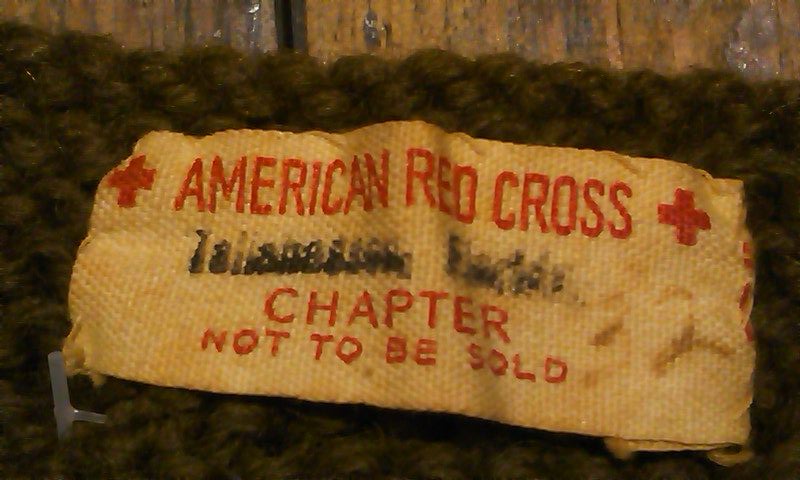 AMERICAN RED CROSS
CHAPTER
NOT TO BE SOLD